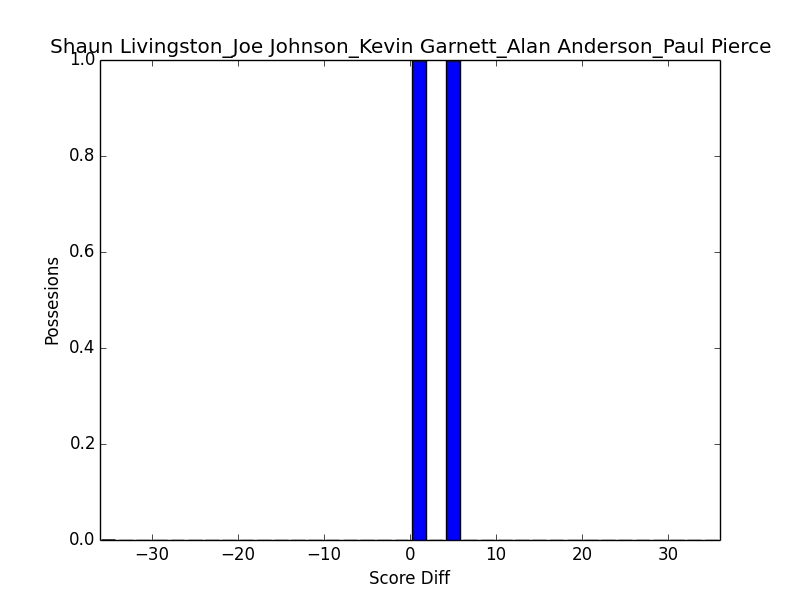 Shaun Livingston_Joe Johnson_Kevin Garnett_Alan Anderson_Paul Pierce
1.0
0.8
0.6
0.4
0.2
0.0
Possesions
−30 −20 −10 0 10 20 30
Score Diff